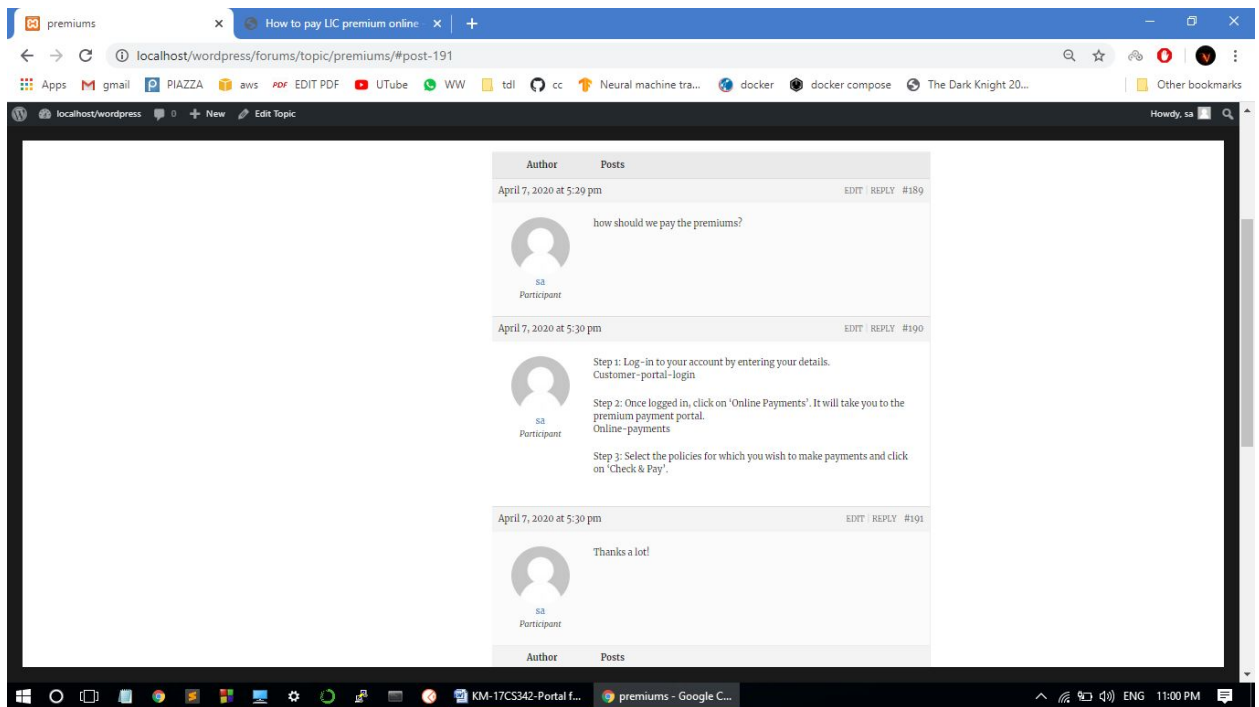 premiums
How to pay LIC premium online
localhost/wordpress/forums/topic/premiums/#post-191
Apps
gmail
PIAZZA
aws
PDF EDIT PDF
UTube
WW
tdl
cc
Neural machine tra...
docker
docker compose
The Dark Knight 20...
Other bookmarks
localhost/wordpress
0
New
Edit Topic
Howdy, sa
Author Posts
April 7, 2020 at 5:29 pm EDIT | REPLY #189
how should we pay the premiums?
sa
Participant
April 7, 2020 at 5:30 pm EDIT | REPLY #190
Step 1: Log-in to your account by entering your details.
Customer-portal-login
Step 2: Once logged in, click on ‘Online Payments’. It will take you to the
premium payment portal.
Online-payments
Step 3: Select the policies for which you wish to make payments and click
on ‘Check & Pay’.
sa
Participant
April 7, 2020 at 5:30 pm EDIT | REPLY #191
Thanks a lot!
sa
Participant
Author Posts
KM-17CS342-Portal f...
premiums - Google C...
ENG 11:00 PM